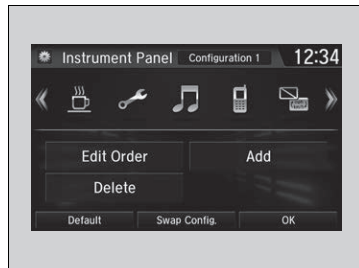 Instrument Panel Configuration 1 12:34
Edit Order Add
Delete
Default Swap Config. OK